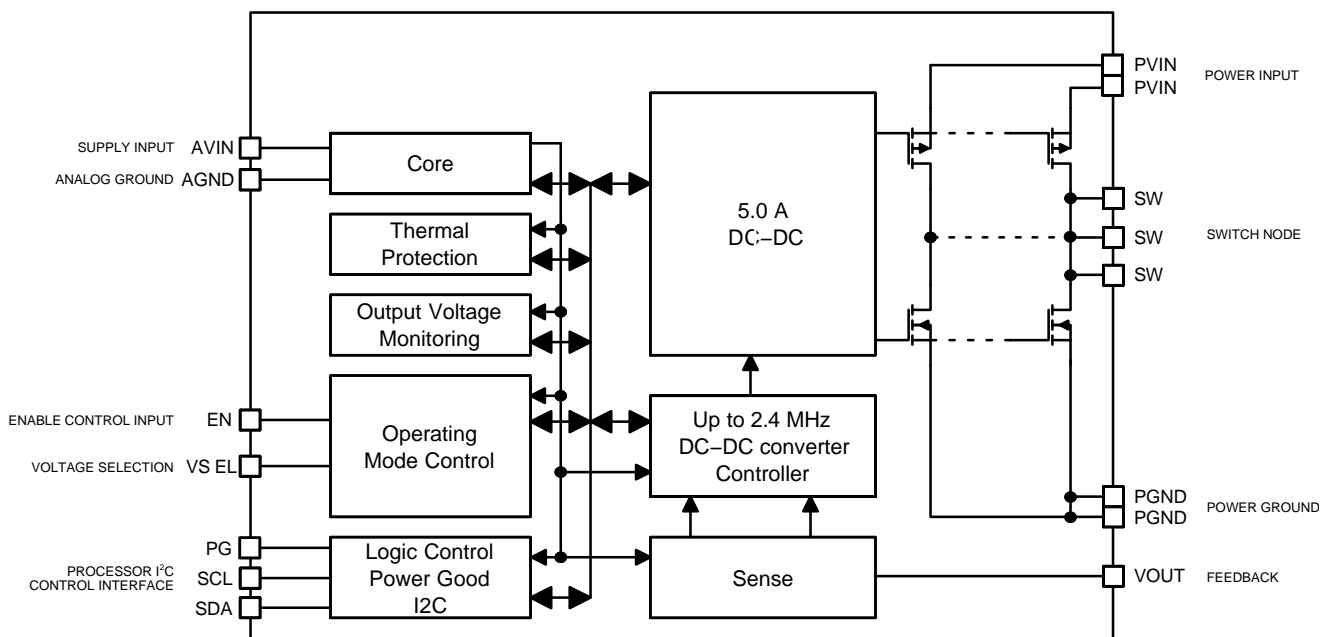 PVIN
POWER INPUT
PVIN
SUPPLY INPUT AVIN
Core
ANALOG GROUND AGND
5.0 A
DC–DC
SW
Thermal
Protection
SW
SWITCH NODE
SW
Output Voltage
Monitoring
ENABLE CONTROL INPUT EN
Operating
Mode Control
VOLTAGE SELECTION VS EL
Up to 2.4 MHz
DC–DC converter
Controller
PGND
POWER GROUND
PGND
PG
PROCESSOR I²C
CONTROL INTERFACE
SCL
SDA
Logic Control
Power Good
I2C
Sense
VOUT FEEDBACK